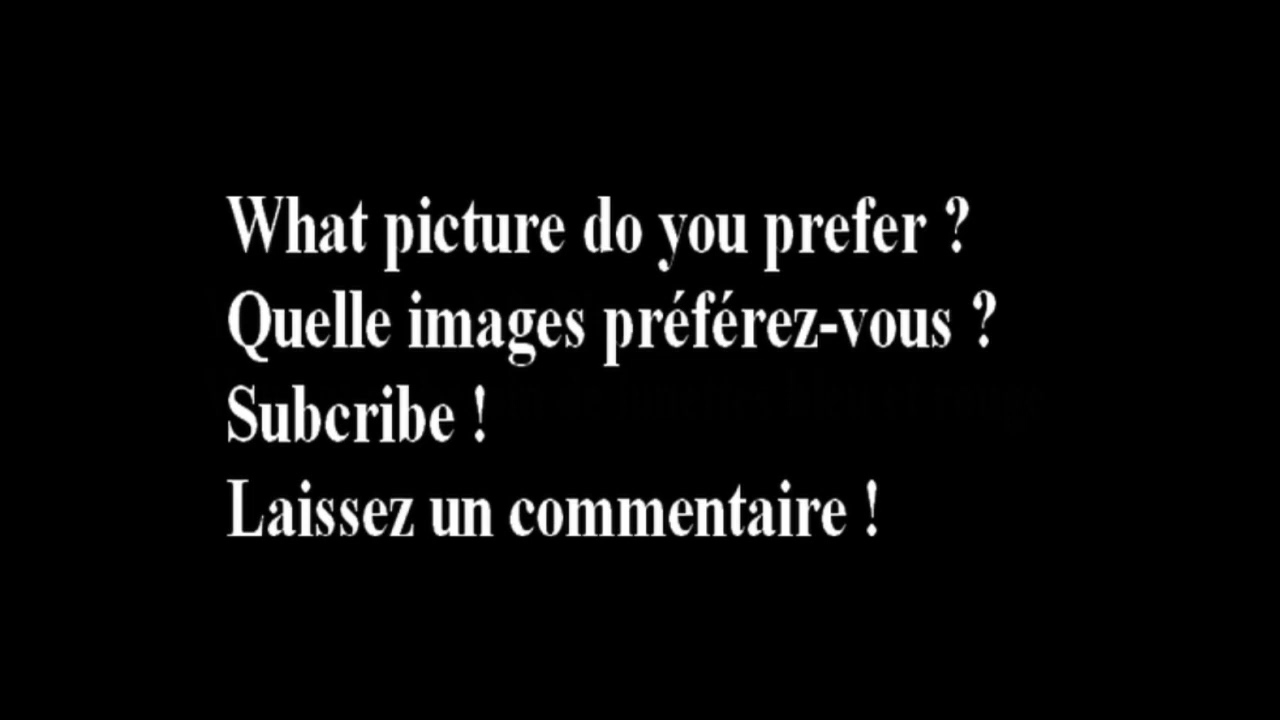 What picture do you prefer ?
Quelle images préférez-vous ?
Subcribe !
Laissez un commentaire !